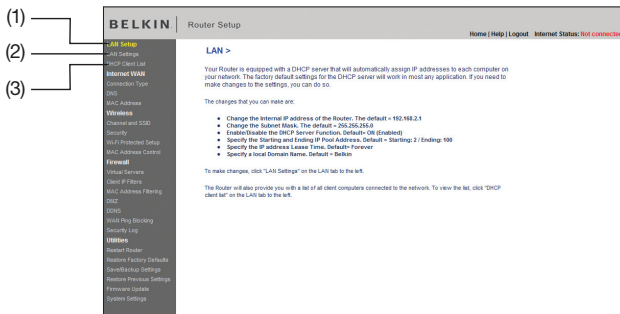 (1)
(2)
(3)
BELKIN.
Router Setup
Home | Help | Logout Internet Status: Not connected
LAN Setup
LAN Settings
DHCP Client List
Internet WAN
Connection Type
DNS
MAC Address
Wireless
Channel and SSID
Security
Wi-Fi Protected Setup
MAC Address Control
Firewall
Virtual Servers
Client IP Filters
MAC Address Filtering
DMZ
DDNS
WAN Ping Blocking
Security Log
Utilities
Restart Router
Restore Factory Defaults
Save/Backup Settings
Restore Previous Settings
Firmware Update
System Settings
LAN >
Your Router is equipped with a DHCP server that will automatically assign IP addresses to each computer on
your network. The factory default settings for the DHCP server will work in most any application. If you need to
make changes to the settings, you can do so.
The changes that you can make are:
• Change the Internal IP address of the Router. The default = 192.168.2.1
• Change the Subnet Mask. The default = 255.255.255.0
• Enable/Disable the DHCP Server Function. Default= ON (Enabled)
• Specify the Starting and Ending IP Pool Address. Default = Starting: 2 / Ending: 100
• Specify the IP address Lease Time. Default= Forever
• Specify a local Domain Name. Default = Belkin
To make changes, click "LAN Settings" on the LAN tab to the left.
The Router will also provide you with a list of all client computers connected to the network. To view the list, click "DHCP
client list" on the LAN tab to the left.